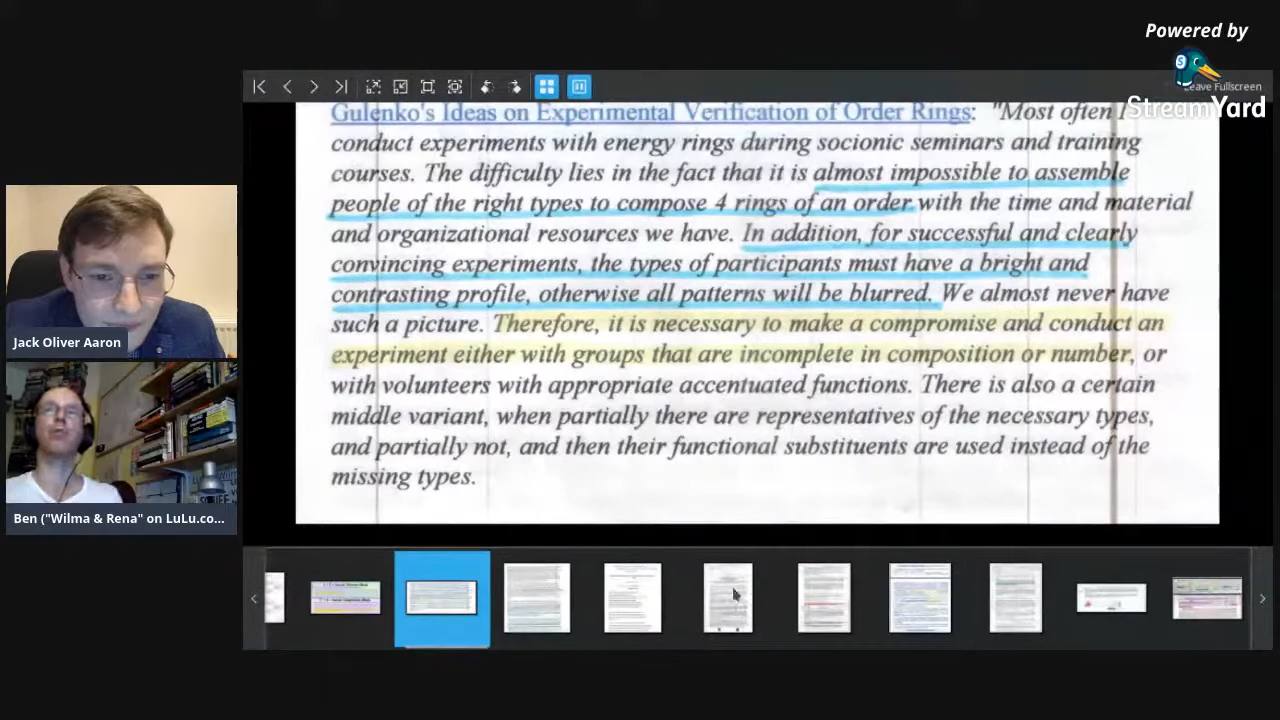 Powered by
Leave Fullscreen
StreamYard
Gulenko's Ideas on Experimental Verification of Order Rings: "Most often I
conduct experiments with energy rings during socionic seminars and training
courses. The difficulty lies in the fact that it is almost impossible to assemble
people of the right types to compose 4 rings of an order with the time and material
and organizational resources we have. In addition, for successful and clearly
convincing experiments, the types of participants must have a bright and
contrasting profile, otherwise all patterns will be blurred. We almost never have
such a picture. Therefore, it is necessary to make a compromise and conduct an
experiment either with groups that are incomplete in composition or number, or
with volunteers with appropriate accentuated functions. There is also a certain
middle variant, when partially there are representatives of the necessary types,
and partially not, and then their functional substituents are used instead of the
missing types.
Jack Oliver Aaron
Ben ("Wilma & Rena" on LuLu.co...